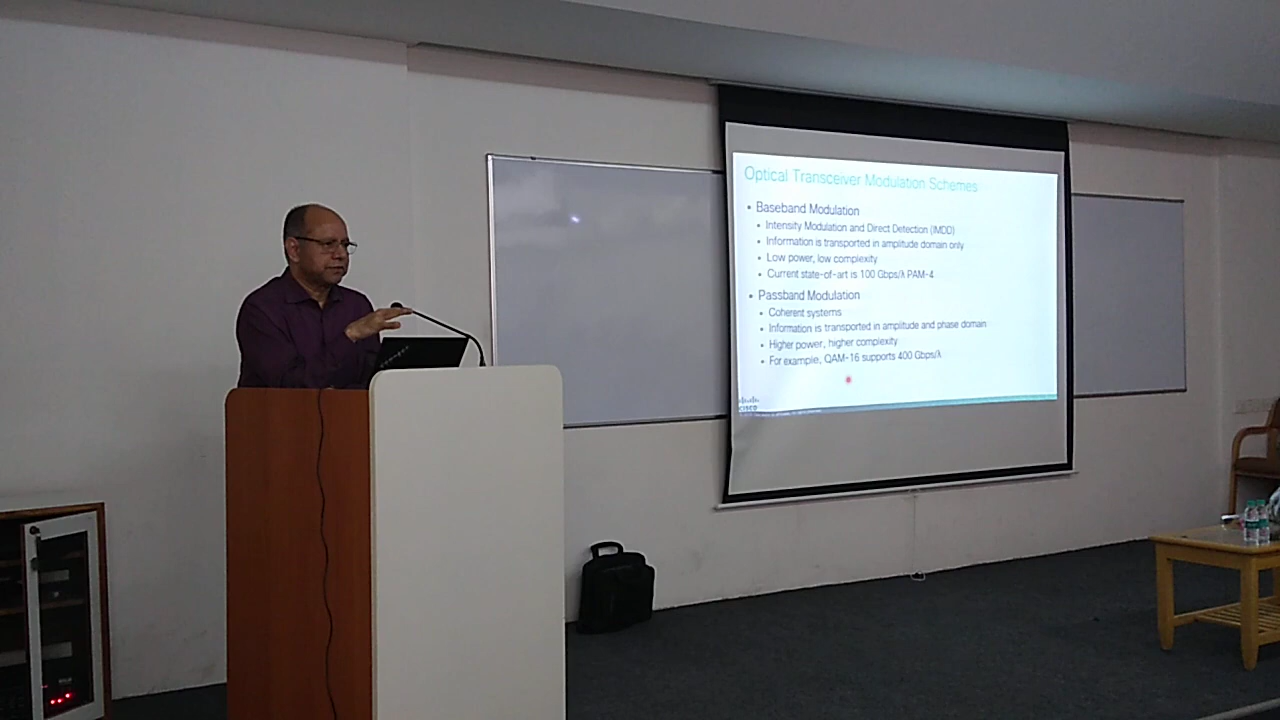 Optical Transceiver Modulation Schemes
• Baseband Modulation
• Intensity Modulation and Direct Detection (IMDD)
• Information is transported in amplitude domain only
• Low power, low complexity
• Current state-of-art is 100 Gbps/λ PAM-4
• Passband Modulation
• Coherent systems
• Information is transported in amplitude and phase domain
• Higher power, higher complexity
• For example, QAM-16 supports 400 Gbps/λ
CISCO